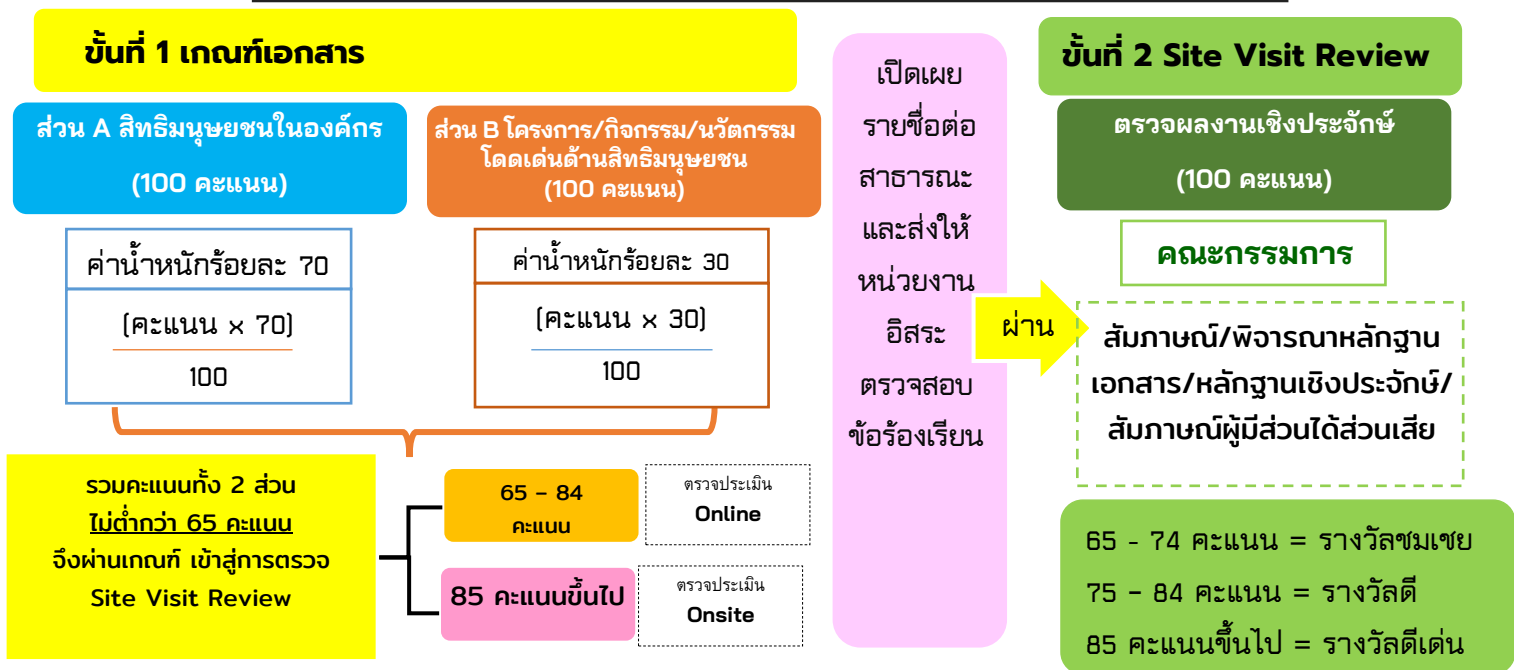 ขั้นที่ 1 เกณฑ์เอกสาร
ส่วน A สิทธิมนุษยชนในองค์กร
(100 คะแนน)
ส่วน B โครงการ/กิจกรรม/นวัตกรรม
โดดเด่นด้านสิทธิมนุษยชน
(100 คะแนน)
ค่าน้ำหนักร้อยละ 70
(คะแนน x 70)
100
ค่าน้ำหนักร้อยละ 30
(คะแนน x 30)
100
รวมคะแนนทั้ง 2 ส่วน
ไม่ต่ำกว่า 65 คะแนน
จึงผ่านเกณฑ์ เข้าสู่การตรวจ
Site Visit Review
65 – 84
คะแนน
ตรวจประเมิน
Online
85 คะแนนขึ้นไป
ตรวจประเมิน
Onsite
เปิดเผย
รายชื่อต่อ
สาธารณะ
และส่งให้
หน่วยงาน
อิสระ
ตรวจสอบ
ข้อร้องเรียน
ผ่าน
ขั้นที่ 2 Site Visit Review
ตรวจผลงานเชิงประจักษ์
(100 คะแนน)
คณะกรรมการ
สัมภาษณ์/พิจารณาหลักฐาน
เอกสาร/หลักฐานเชิงประจักษ์/
สัมภาษณ์ผู้มีส่วนได้ส่วนเสีย
65 - 74 คะแนน = รางวัลชมเชย
75 – 84 คะแนน = รางวัลดี
85 คะแนนขึ้นไป = รางวัลดีเด่น